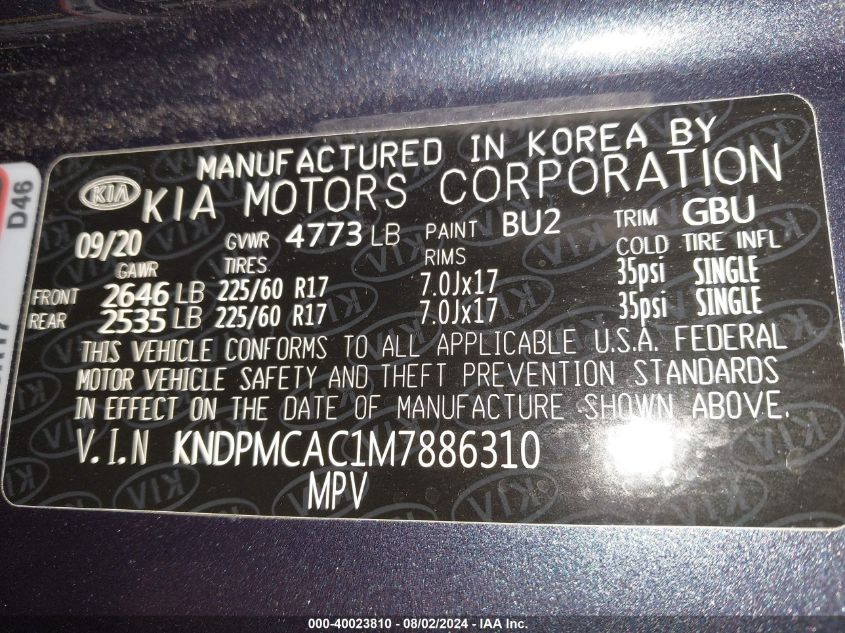 MANUFACTURED IN KOREA BY
KIA KIA MOTORS CORPORATION
09/20 GVWR 4773 LB PAINT BU2 TRIM GBU
GAWR TIRES RIMS COLD TIRE INFL
FRONT 2646 LB 225/60 R17 7.0Jx17 35psi SINGLE
REAR 2535 LB 225/60 R17 7.0Jx17 35psi SINGLE
THIS VEHICLE CONFORMS TO ALL APPLICABLE U.S.A. FEDERAL
MOTOR VEHICLE SAFETY AND THEFT PREVENTION STANDARDS
IN EFFECT ON THE DATE OF MANUFACTURE SHOWN ABOVE.
V.I.N KNDPMCAC1M7886310
MPV
D46
000-40023810 - 08/02/2024 - IAA Inc.